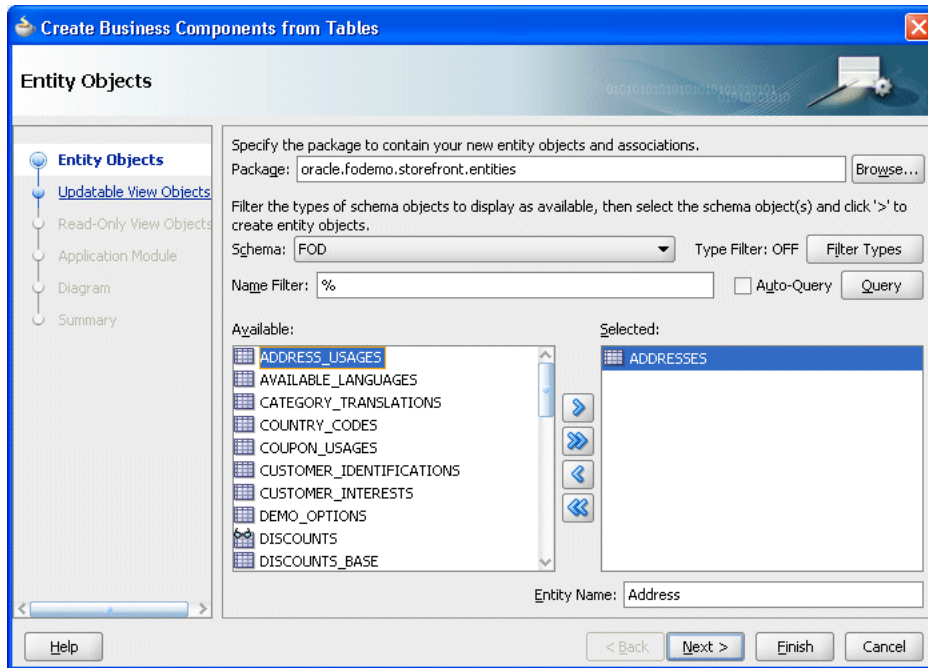 Create Business Components from Tables
Entity Objects
Entity Objects
Updatable View Objects
Read-Only View Objects
Application Module
Diagram
Summary
Specify the package to contain your new entity objects and associations.
Package: oracle.fodemo.storefront.entities Browse...
Filter the types of schema objects to display as available, then select the schema object(s) and click '>' to
create entity objects.
Schema: FOD Type Filter: OFF Filter Types
Name Filter: % Auto-Query Query
Available: Selected:
ADDRESS_USAGES ADDRESSES
AVAILABLE_LANGUAGES
CATEGORY_TRANSLATIONS
COUNTRY_CODES
COUPON_USAGES
CUSTOMER_IDENTIFICATIONS
CUSTOMER_INTERESTS
DEMO_OPTIONS
DISCOUNTS
DISCOUNTS_BASE
Entity Name: Address
Help < Back Next > Finish Cancel